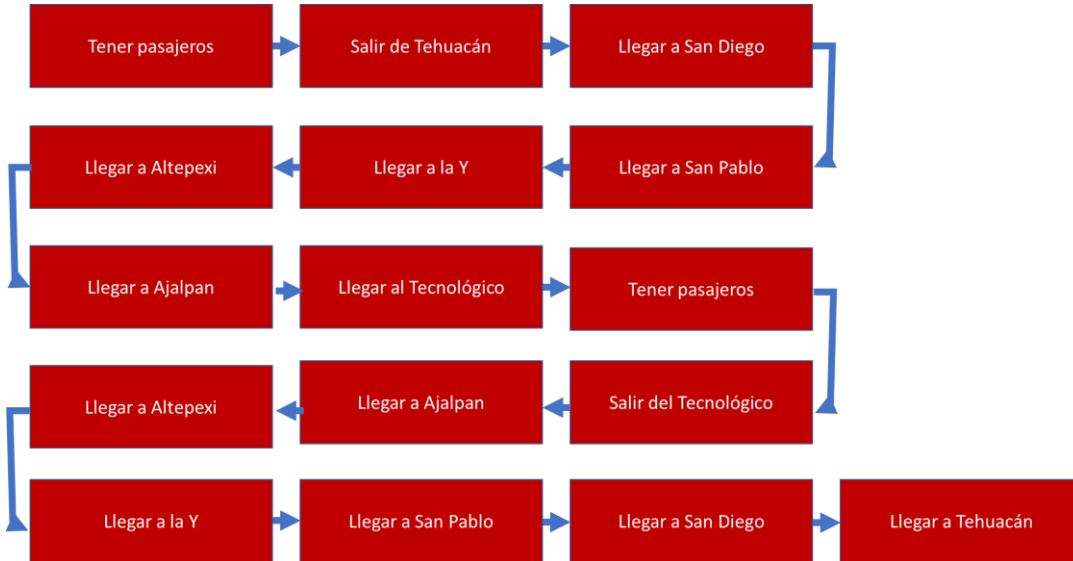 Tener pasajeros
Salir de Tehuacán
Llegar a San Diego
Llegar a San Pablo
Llegar a la Y
Llegar a Altepexi
Llegar a Ajalpan
Llegar al Tecnológico
Tener pasajeros
Salir del Tecnológico
Llegar a Ajalpan
Llegar a Altepexi
Llegar a la Y
Llegar a San Pablo
Llegar a San Diego
Llegar a Tehuacán